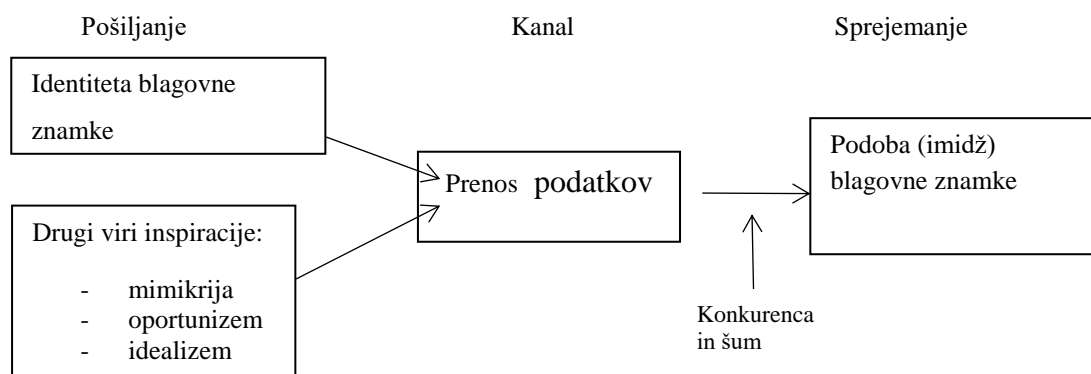 Pošiljanje
Kanal
Sprejemanje
Identiteta blagovne
znamke
Prenos podatkov
Podoba (imidž)
blagovne znamke
Drugi viri inspiracije:
- mimikrija
- oportunizem
- idealizem
Konkurenca
in šum